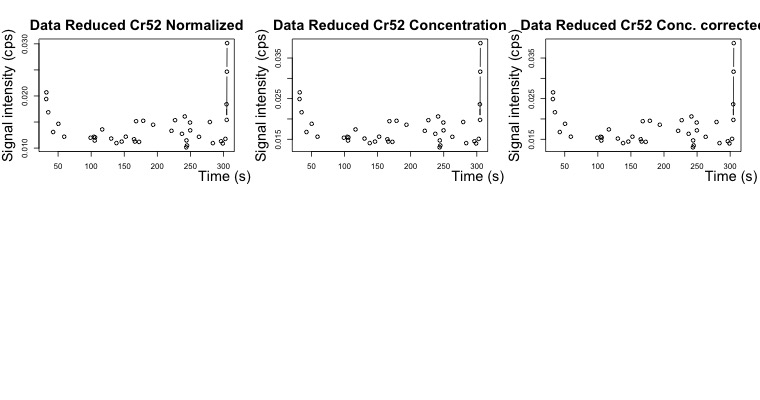 Data Reduced Cr52 Normalized
Signal intensity (cps)
0.010 0.020 0.030
50 100 150 200 250 300
Time (s)
Data Reduced Cr52 Concentration
Signal intensity (cps)
0.015 0.025 0.035
50 100 150 200 250 300
Time (s)
Data Reduced Cr52 Conc. corrected
Signal intensity (cps)
0.015 0.025 0.035
50 100 150 200 250 300
Time (s)